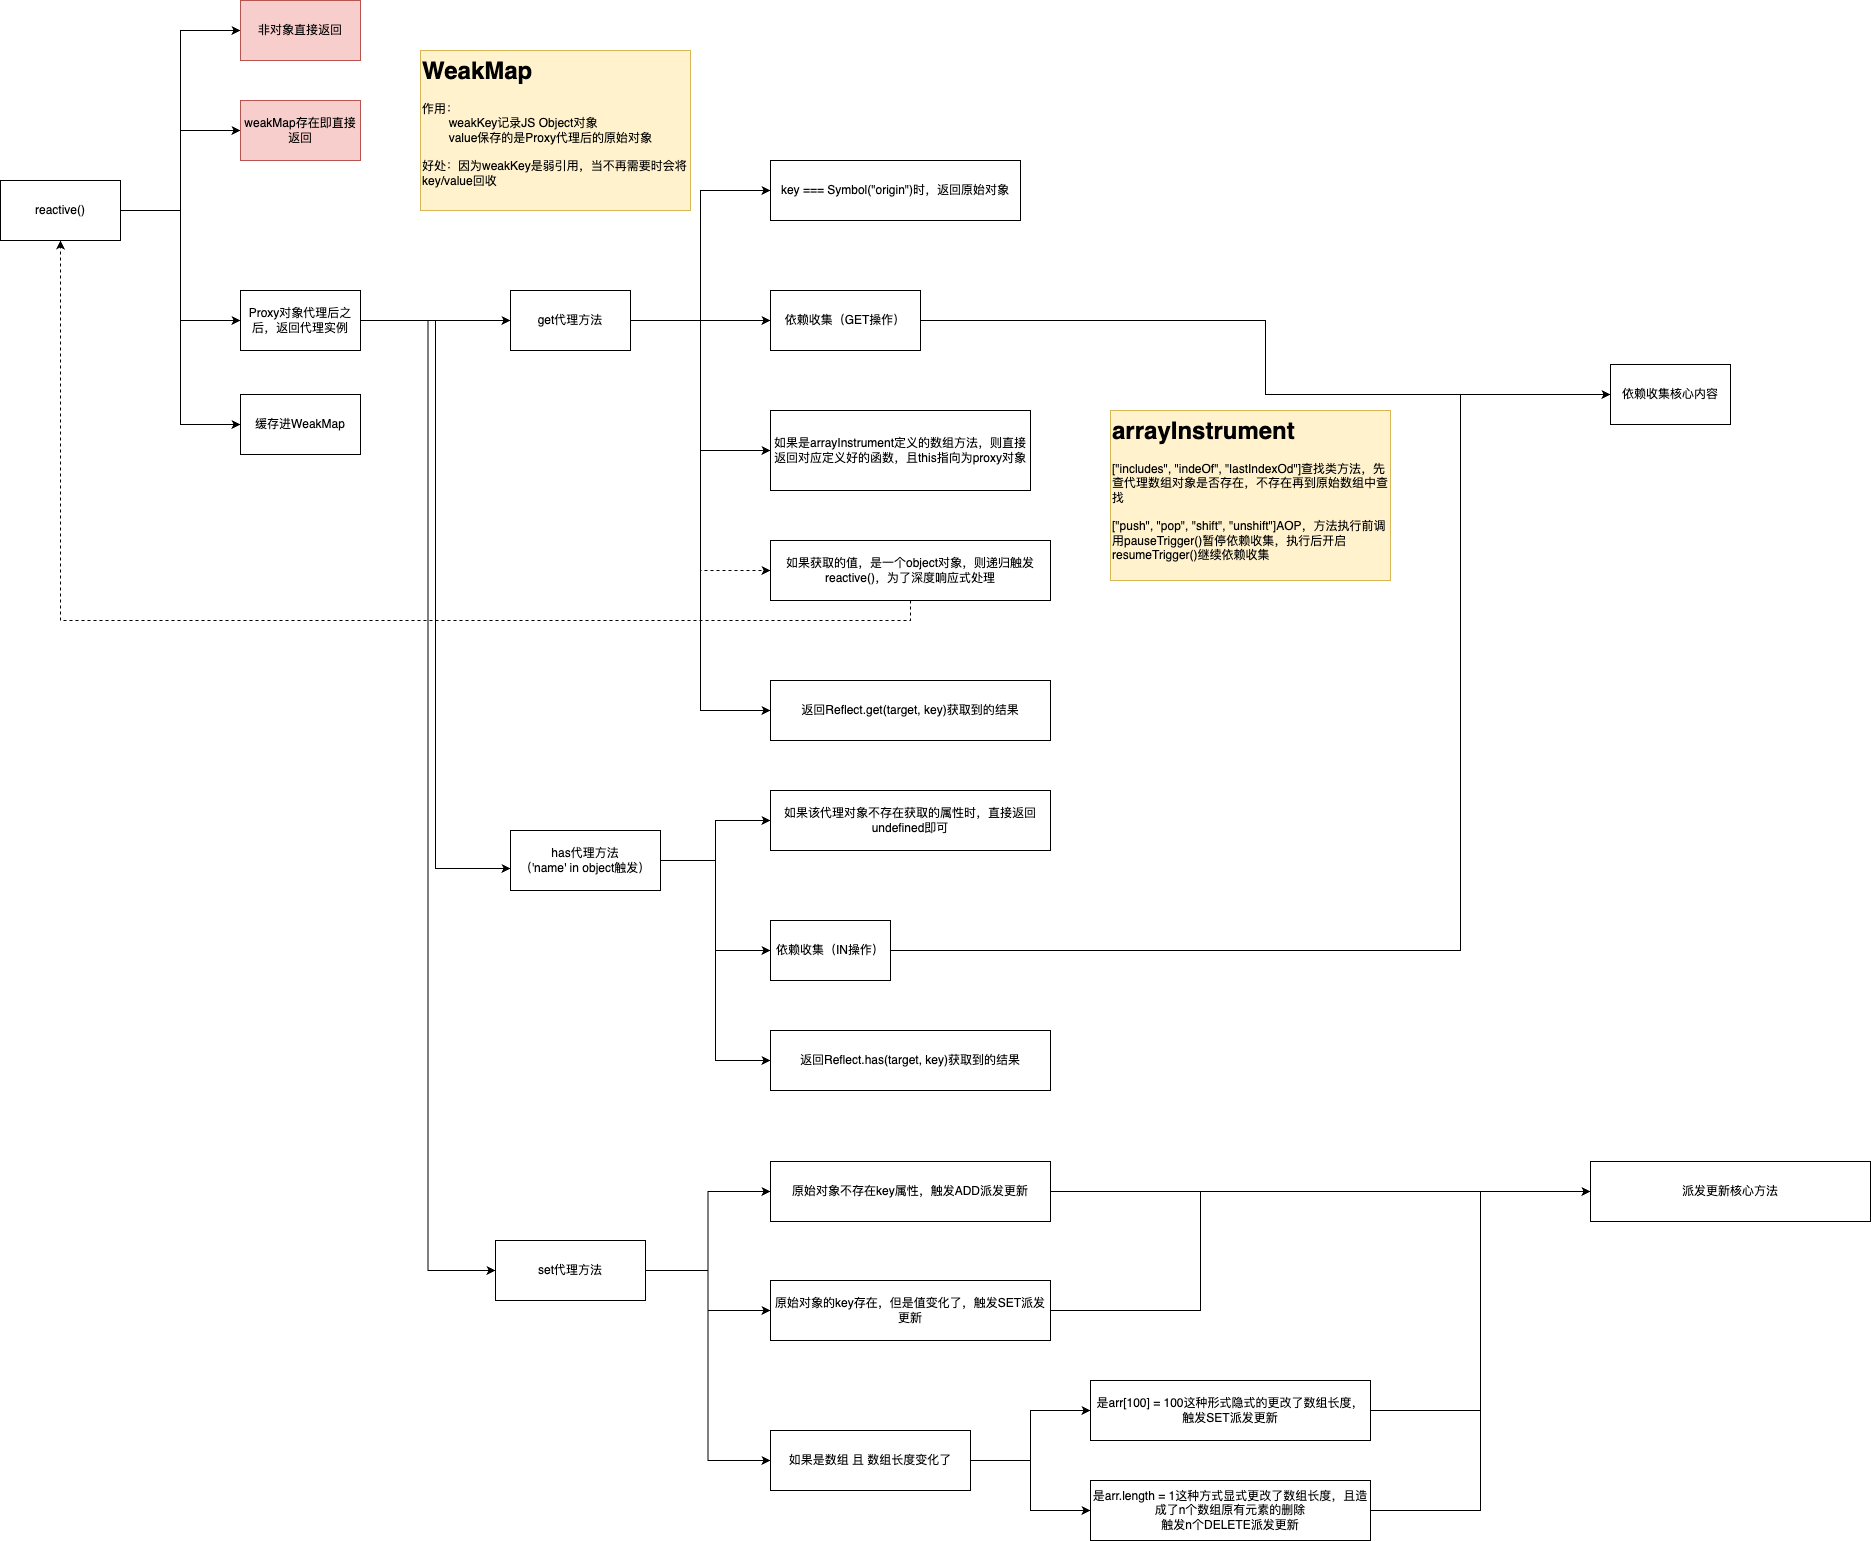 非对象直接返回
WeakMap
作用：
weakKey记录JS Object对象
value保存的是Proxy代理后的原始对象
好处：因为weakKey是弱引用，当不再需要时会将
key/value回收
weakMap存在即直接
返回
reactive()
key === Symbol("origin")时，返回原始对象
Proxy对象代理后之
后，返回代理实例
get代理方法
依赖收集（GET操作）
缓存进WeakMap
依赖收集核心内容
如果是arrayInstrument定义的数组方法，则直接
返回对应定义好的函数，且this指向为proxy对象
arrayInstrument
["includes", "indeOf", "lastIndexOd"]查找类方法，先
查代理数组对象是否存在，不存在再到原始数组中查
找
["push", "pop", "shift", "unshift"]AOP，方法执行前调
用pauseTrigger()暂停依赖收集，执行后开启
resumeTrigger()继续依赖收集
如果获取的值，是一个object对象，则递归触发
reactive()，为了深度响应式处理
返回Reflect.get(target, key)获取到的结果
如果该代理对象不存在获取的属性时，直接返回
undefined即可
has代理方法
（'name' in object触发）
依赖收集（IN操作）
返回Reflect.has(target, key)获取到的结果
原始对象不存在key属性，触发ADD派发更新
派发更新核心方法
set代理方法
原始对象的key存在，但是值变化了，触发SET派发
更新
是arr[100] = 100这种形式隐式的更改了数组长度，
触发SET派发更新
如果是数组 且 数组长度变化了
是arr.length = 1这种方式显式更改了数组长度，且造
成了n个数组原有元素的删除
触发n个DELETE派发更新